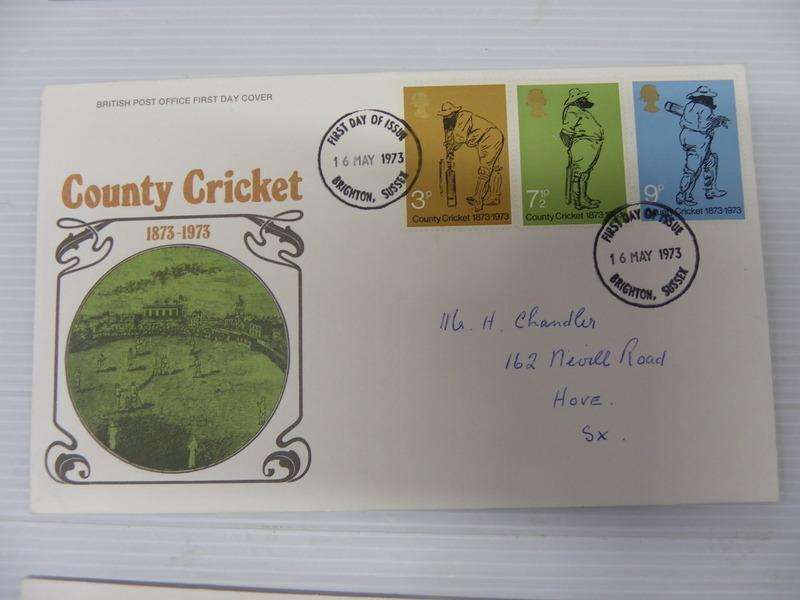 BRITISH POST OFFICE FIRST DAY COVER
County Cricket
1873-1973
FIRST DAY OF ISSUE
16 MAY 1973
BRIGHTON, SUSSEX
3P
County Cricket 1873-1973
7½P
County Cricket 1873-
9P
Cricket 1873-1973
FIRST DAY OF ISSUE
16 MAY 1973
BRIGHTON, SUSSEX
Mr. H. Chandler
162 Nevill Road
HOVE.
Sx.